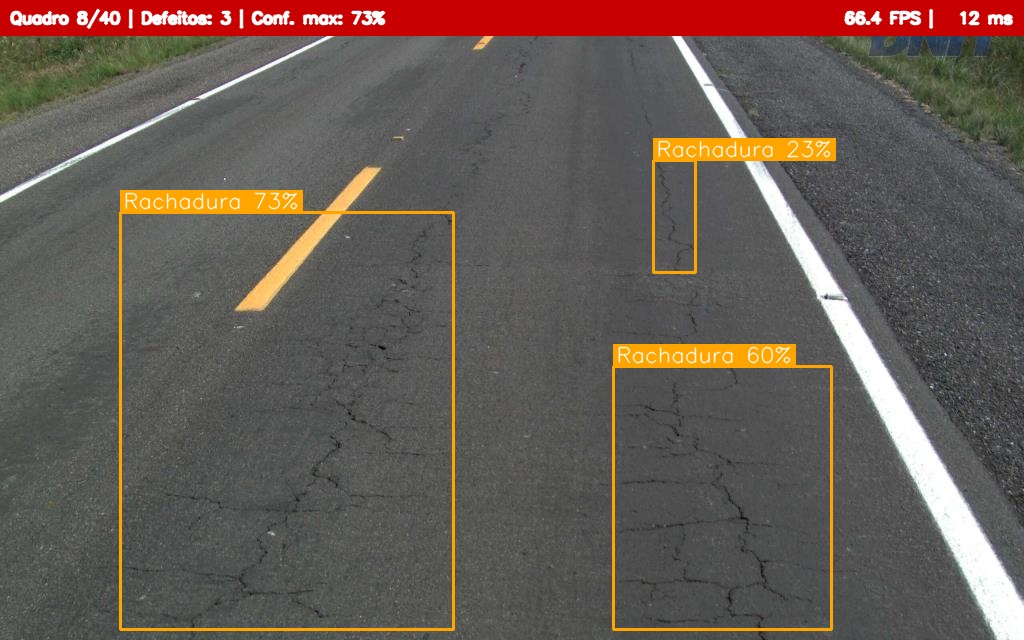 Quadro 8/40 | Defeitos: 3 | Conf. max: 73%
66.4 FPS | 12 ms
Rachadura 23%
Rachadura 73%
Rachadura 60%